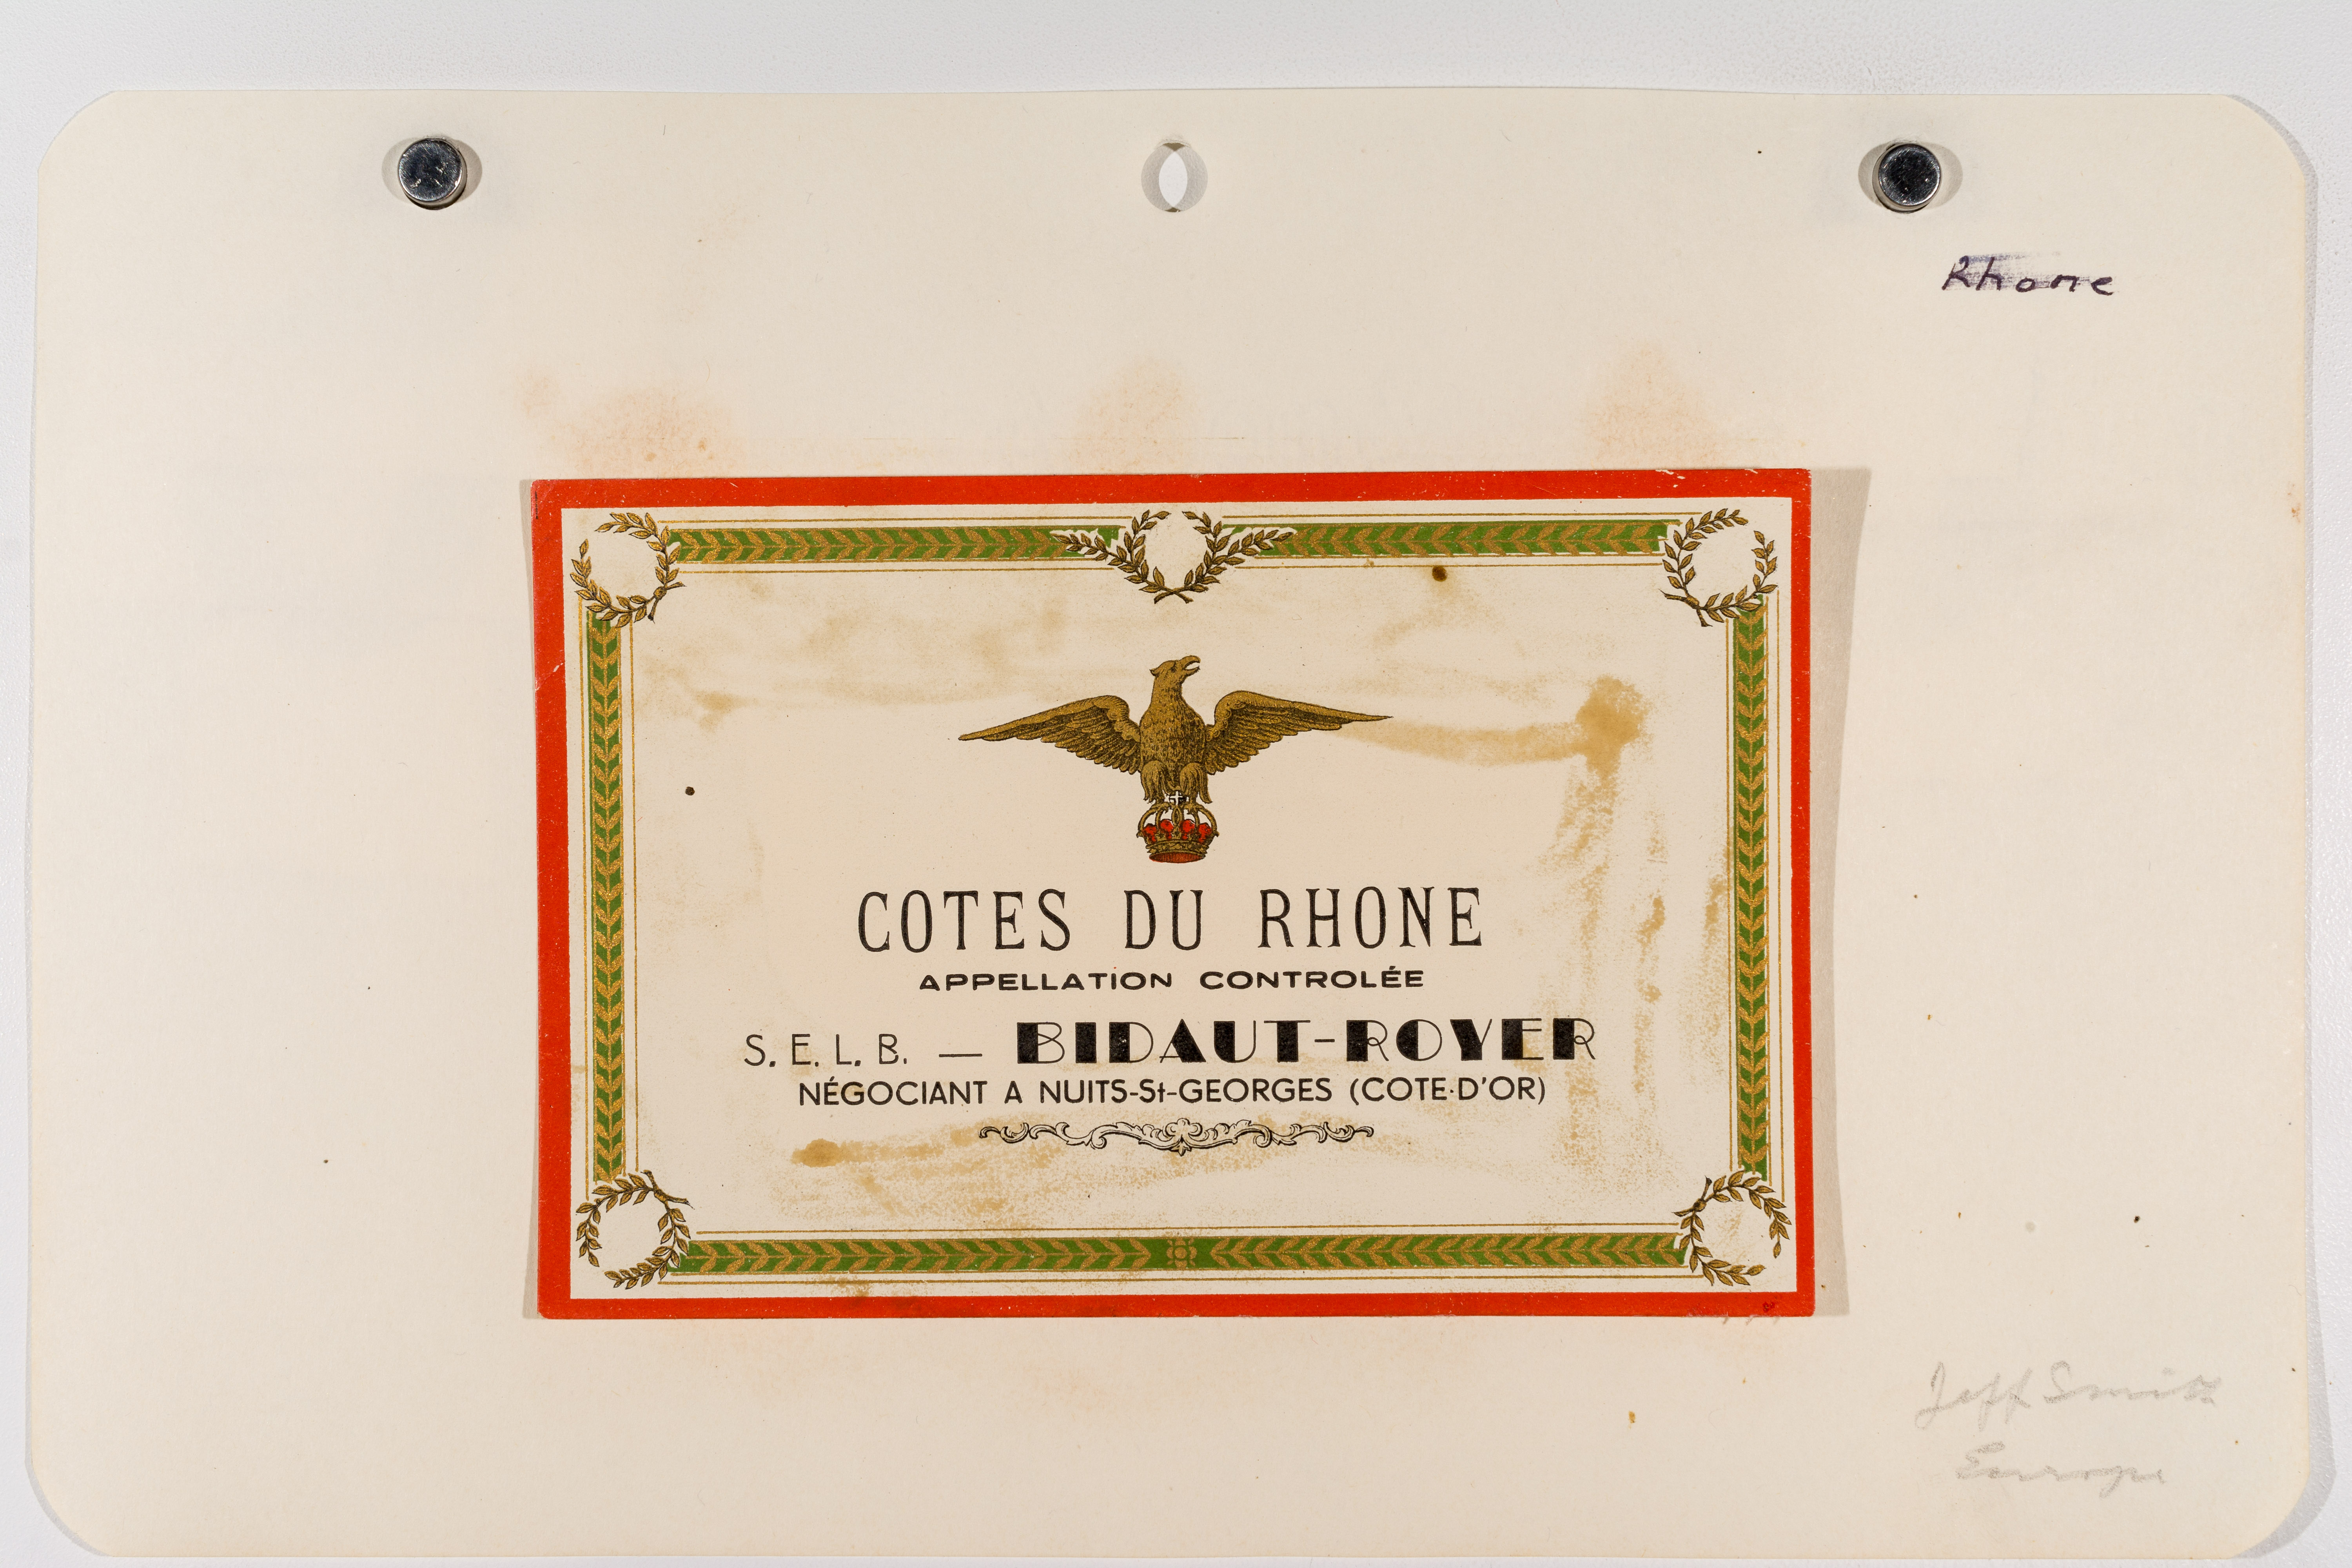 Rhone
COTES DU RHONE
APPELLATION CONTROLÉE
S. E. L. B. — BIDAUT-ROYER
NÉGOCIANT A NUITS-St-GEORGES (COTE-D'OR)
Jeff Smith
Europe